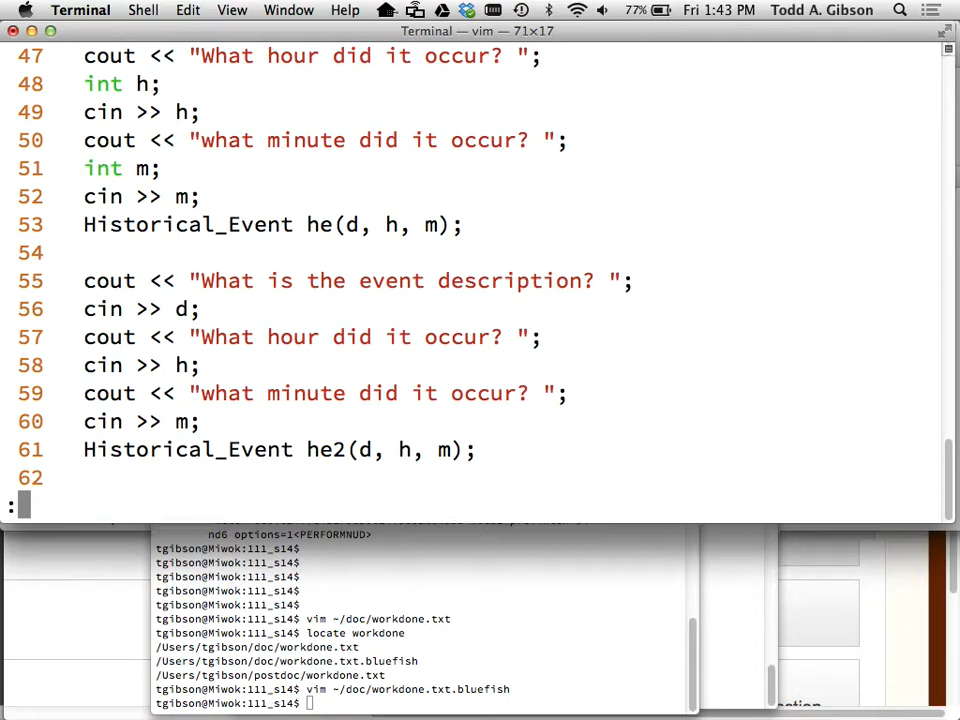 Terminal Shell Edit View Window Help 77% Fri 1:43 PM Todd A. Gibson
Terminal — vim — 71×17
47 cout << "What hour did it occur? ";
48 int h;
49 cin >> h;
50 cout << "what minute did it occur? ";
51 int m;
52 cin >> m;
53 Historical_Event he(d, h, m);
54
55 cout << "What is the event description? ";
56 cin >> d;
57 cout << "What hour did it occur? ";
58 cin >> h;
59 cout << "what minute did it occur? ";
60 cin >> m;
61 Historical_Event he2(d, h, m);
62
:
nd6 options=1<PERFORMNUD>
tgibson@Miwok:111_s14$
tgibson@Miwok:111_s14$
tgibson@Miwok:111_s14$
tgibson@Miwok:111_s14$
tgibson@Miwok:111_s14$
tgibson@Miwok:111_s14$ vim ~/doc/workdone.txt
tgibson@Miwok:111_s14$ locate workdone
/Users/tgibson/doc/workdone.txt
/Users/tgibson/doc/workdone.txt.bluefish
/Users/tgibson/postdoc/workdone.txt
tgibson@Miwok:111_s14$ vim ~/doc/workdone.txt.bluefish
tgibson@Miwok:111_s14$